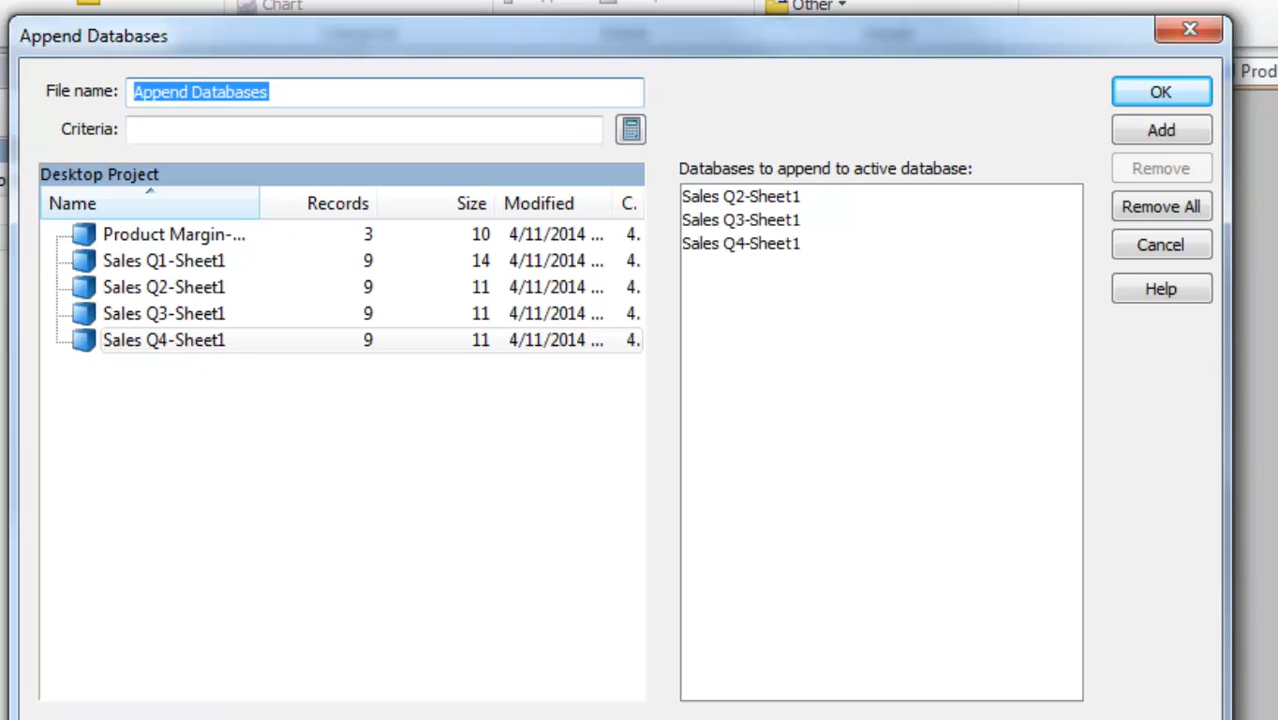 Chart
Other
Append Databases
Prod
File name: Append Databases
OK
Criteria:
Add
Desktop Project
Databases to append to active database:
Remove
Name Records Size Modified C.
Sales Q2-Sheet1
Remove All
Sales Q3-Sheet1
Product Margin-... 3 10 4/11/2014 ... 4.
Sales Q4-Sheet1
Cancel
Sales Q1-Sheet1 9 14 4/11/2014 ... 4.
Sales Q2-Sheet1 9 11 4/11/2014 ... 4.
Help
Sales Q3-Sheet1 9 11 4/11/2014 ... 4.
Sales Q4-Sheet1 9 11 4/11/2014 ... 4.